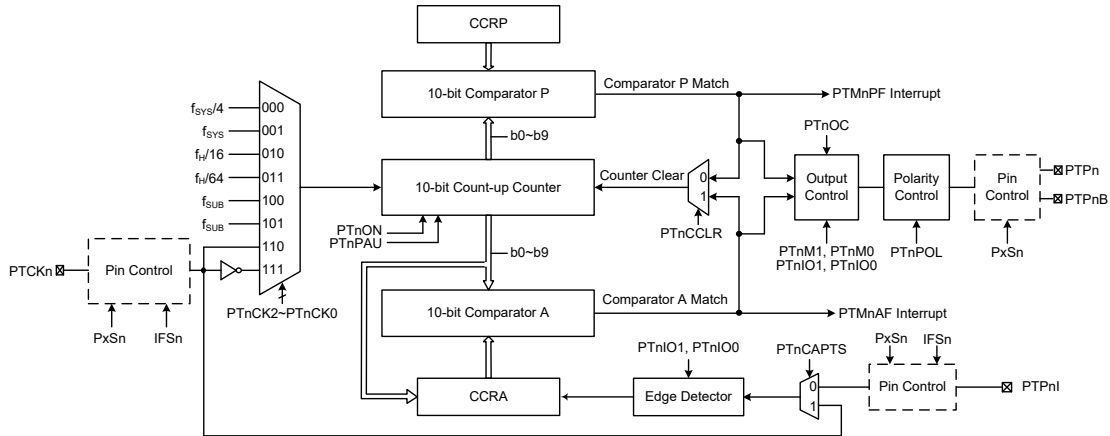 CCRP
10-bit Comparator P
Comparator P Match
PTMnPF Interrupt
fSYS/4
000
fSYS
001
fH/16
010
fH/64
011
fSUB
100
fSUB
101
110
111
b0~b9
PTnOC
10-bit Count-up Counter
Counter Clear
0
1
Output
Control
Polarity
Control
Pin
Control
PTPn
PTPnB
PTnON
PTnPAU
PTnCCLR
PTnM1, PTnM0
PTnIO1, PTnIO0
PTnPOL
PxSn
b0~b9
PTCKn
Pin Control
PTnCK2~PTnCK0
PxSn
IFSn
10-bit Comparator A
Comparator A Match
PTMnAF Interrupt
PTnIO1, PTnIO0
PTnCAPTS
PxSn
IFSn
CCRA
Edge Detector
0
1
Pin Control
PTPnI